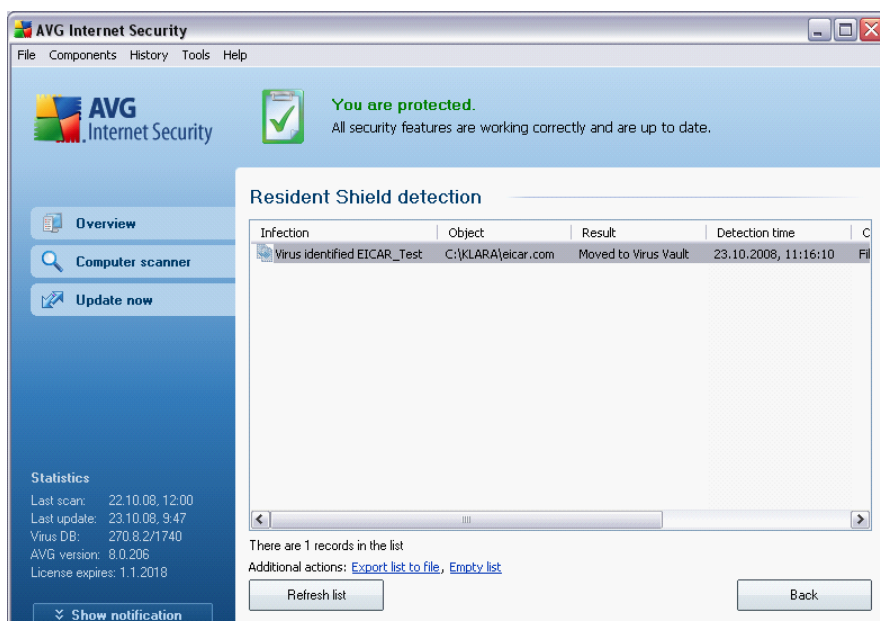 AVG Internet Security
File Components History Tools Help
AVG
Internet Security
You are protected.
All security features are working correctly and are up to date.
Overview
Computer scanner
Update now
Resident Shield detection
Infection Object Result Detection time C
Virus identified EICAR_Test C:\KLARA\eicar.com Moved to Virus Vault 23.10.2008, 11:16:10 Fil
Statistics
Last scan: 22.10.08, 12:00
Last update: 23.10.08, 9:47
Virus DB: 270.8.2/1740
AVG version: 8.0.206
License expires: 1.1.2018
Show notification
There are 1 records in the list
Additional actions: Export list to file, Empty list
Refresh list Back